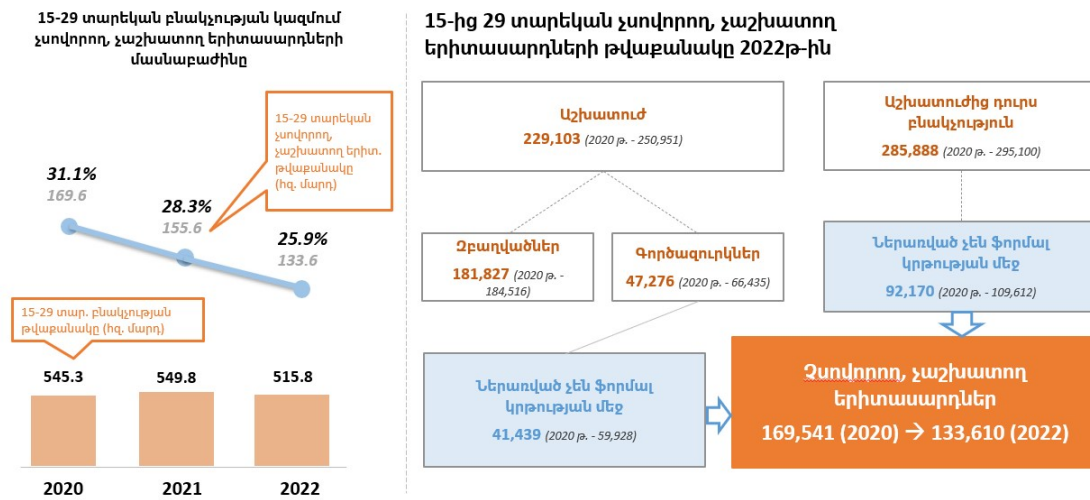 15-29 տարեկան բնակչության կազմում
չսովորող, չաշխատող երիտասարդների
մասնաբաժինը
15-29 տարեկան
չսովորող,
չաշխատող երիտ.
թվաքանակը
(հզ. մարդ)
31.1%
169.6
28.3%
155.6
25.9%
133.6
15-29 տար. բնակչության
թվաքանակը (հզ. մարդ)
545.3
549.8
515.8
2020
2021
2022
15-ից 29 տարեկան չսովորող, չաշխատող
երիտասարդների թվաքանակը 2022թ-ին
Աշխատուժ
229,103 (2020 թ. - 250,951)
Աշխատուժից դուրս
բնակչություն
285,888 (2020 թ. - 295,100)
Զբաղվածներ
181,827 (2020 թ. -
184,516)
Գործազուրկներ
47,276 (2020 թ. - 66,435)
Ներառված չեն ֆորմալ
կրթության մեջ
92,170 (2020 թ. - 109,612)
Ներառված չեն ֆորմալ
կրթության մեջ
41,439 (2020 թ. - 59,928)
Չսովորող, չաշխատող
երիտասարդներ
169,541 (2020) → 133,610 (2022)